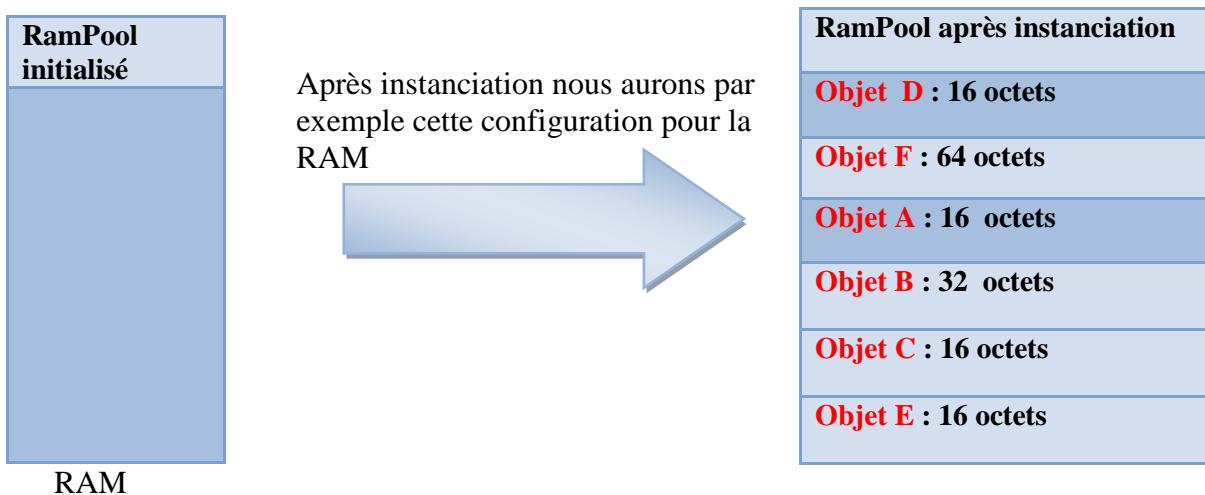 RamPool
initialisé
RAM
Après instanciation nous aurons par
exemple cette configuration pour la
RAM
RamPool après instanciation
Objet D : 16 octets
Objet F : 64 octets
Objet A : 16 octets
Objet B : 32 octets
Objet C : 16 octets
Objet E : 16 octets